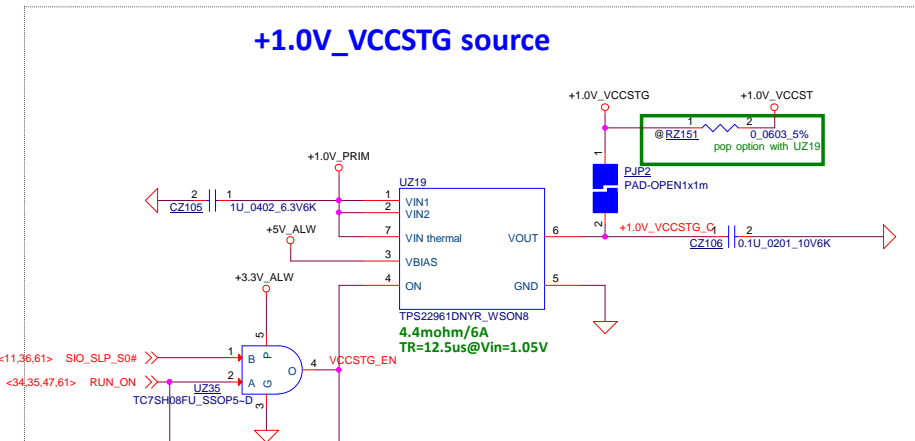 +1.0V_VCCSTG source
+1.0V_VCCSTG
+1.0V_VCCST
1
2
@
RZ151
0_0603_5%
pop option with UZ19
1
PJP2
PAD-OPEN1x1m
2
+1.0V_PRIM
UZ19
2
1
CZ105
1U_0402_6.3V6K
1
VIN1
2
VIN2
7
VIN thermal
VOUT
6
+1.0V_VCCSTG_C
1
2
CZ106
0.1U_0201_10V6K
+5V_ALW
3
VBIAS
+3.3V_ALW
4
ON
GND
5
TPS22961DNYR_WSON8
4.4mohm/6A
TR=12.5us@Vin=1.05V
5
<11,36,61> SIO_SLP_S0#
1
B
P
O
4
VCCSTG_EN
<34,35,47,61> RUN_ON
2
A
G
UZ35
3
TC7SH08FU_SSOP5~D